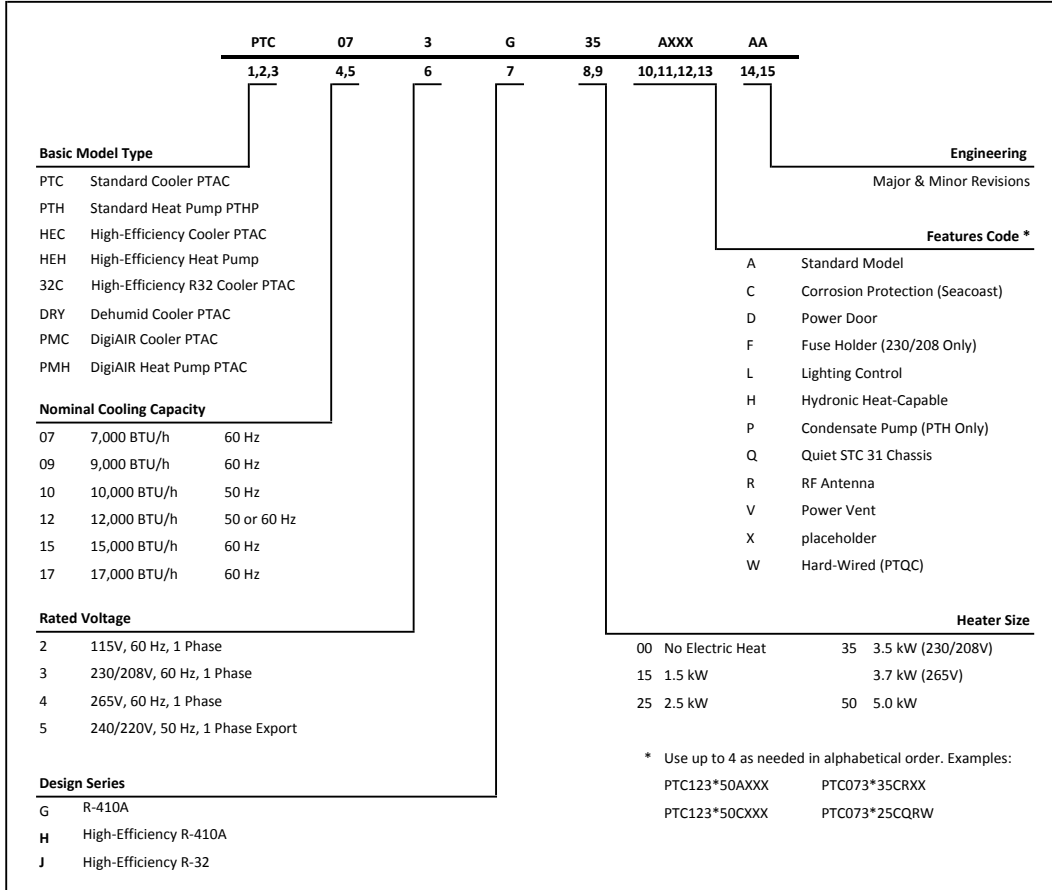 PTC 07 3 G 35 AXXX AA
1,2,3 4,5 6 7 8,9 10,11,12,13 14,15
Basic Model Type
PTC Standard Cooler PTAC
PTH Standard Heat Pump PTHP
HEC High-Efficiency Cooler PTAC
HEH High-Efficiency Heat Pump
32C High-Efficiency R32 Cooler PTAC
DRY Dehumid Cooler PTAC
PMC DigiAIR Cooler PTAC
PMH DigiAIR Heat Pump PTAC
Nominal Cooling Capacity
07 7,000 BTU/h 60 Hz
09 9,000 BTU/h 60 Hz
10 10,000 BTU/h 50 Hz
12 12,000 BTU/h 50 or 60 Hz
15 15,000 BTU/h 60 Hz
17 17,000 BTU/h 60 Hz
Rated Voltage
2 115V, 60 Hz, 1 Phase
3 230/208V, 60 Hz, 1 Phase
4 265V, 60 Hz, 1 Phase
5 240/220V, 50 Hz, 1 Phase Export
Design Series
G R-410A
H High-Efficiency R-410A
J High-Efficiency R-32
Engineering
Major & Minor Revisions
Features Code *
A Standard Model
C Corrosion Protection (Seacoast)
D Power Door
F Fuse Holder (230/208 Only)
L Lighting Control
H Hydronic Heat-Capable
P Condensate Pump (PTH Only)
Q Quiet STC 31 Chassis
R RF Antenna
V Power Vent
X placeholder
W Hard-Wired (PTQC)
Heater Size
00 No Electric Heat 35 3.5 kW (230/208V)
15 1.5 kW 3.7 kW (265V)
25 2.5 kW 50 5.0 kW
* Use up to 4 as needed in alphabetical order. Examples:
PTC123*50AXXX PTC073*35CRXX
PTC123*50CXXX PTC073*25CQRW